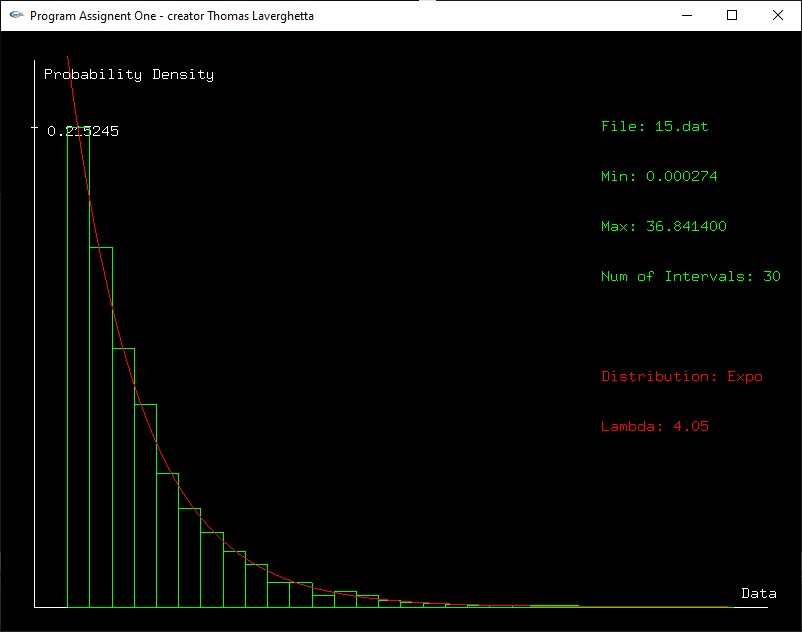 Program Assignent One - creator Thomas Laverghetta
Probability Density
0.215245
File: 15.dat
Min: 0.000274
Max: 36.841400
Num of Intervals: 30
Distribution: Expo
Lambda: 4.05
Data